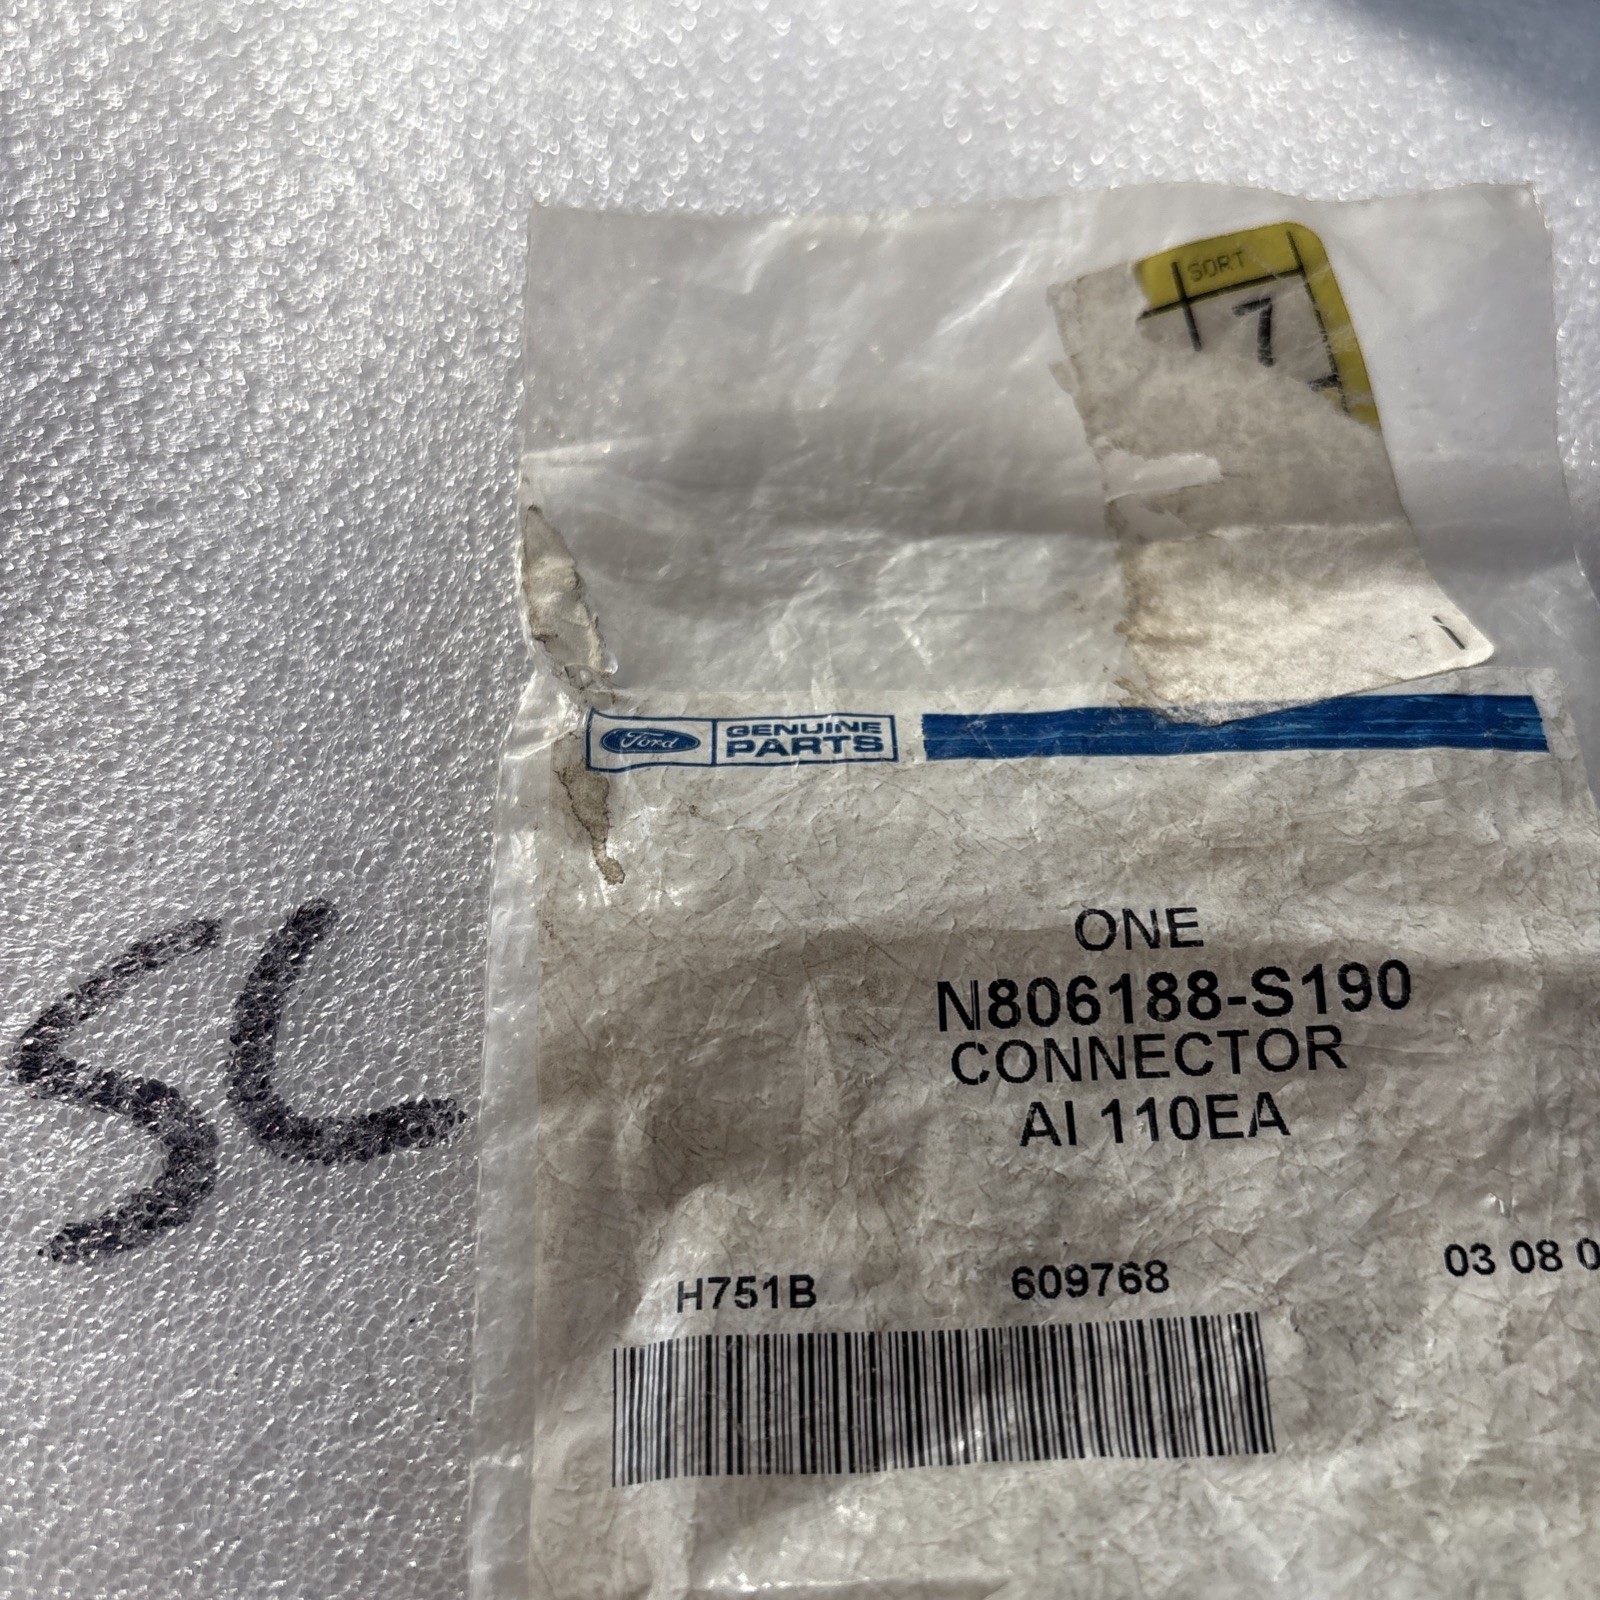 SORT
7
Ford GENUINE PARTS
ONE
N806188-S190
CONNECTOR
AI 110EA
H751B 609768 03 08 0
SC